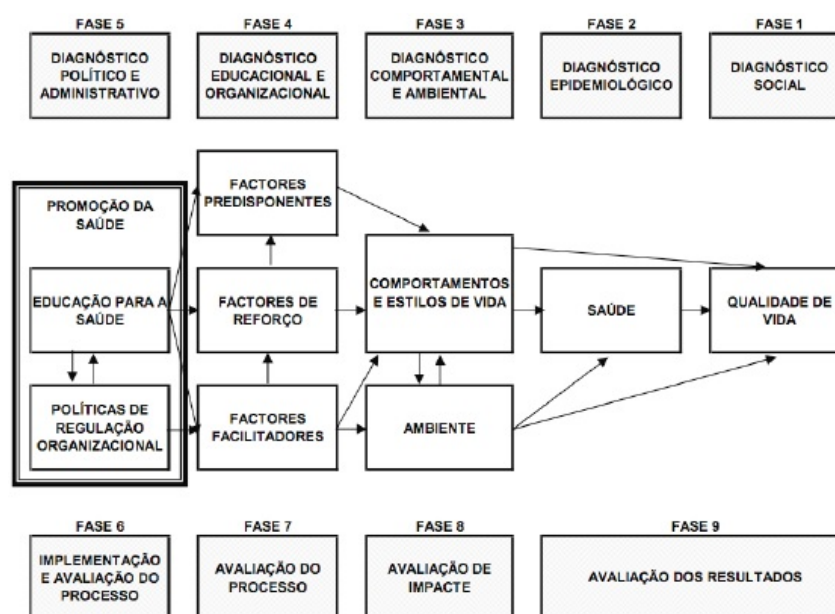 FASE 5
FASE 4
FASE 3
FASE 2
FASE 1
DIAGNÓSTICO
POLÍTICO E
ADMINISTRATIVO
DIAGNÓSTICO
EDUCACIONAL E
ORGANIZACIONAL
DIAGNÓSTICO
COMPORTAMENTAL
E AMBIENTAL
DIAGNÓSTICO
EPIDEMIOLÓGICO
DIAGNÓSTICO
SOCIAL
PROMOÇÃO DA
SAÚDE
EDUCAÇÃO PARA A
SAÚDE
POLÍTICAS DE
REGULAÇÃO
ORGANIZACIONAL
FACTORES
PREDISPONENTES
FACTORES DE
REFORÇO
FACTORES
FACILITADORES
COMPORTAMENTOS
E ESTILOS DE VIDA
AMBIENTE
SAÚDE
QUALIDADE DE
VIDA
FASE 6
FASE 7
FASE 8
FASE 9
IMPLEMENTAÇÃO
E AVALIAÇÃO DO
PROCESSO
AVALIAÇÃO DO
PROCESSO
AVALIAÇÃO DE
IMPACTE
AVALIAÇÃO DOS RESULTADOS